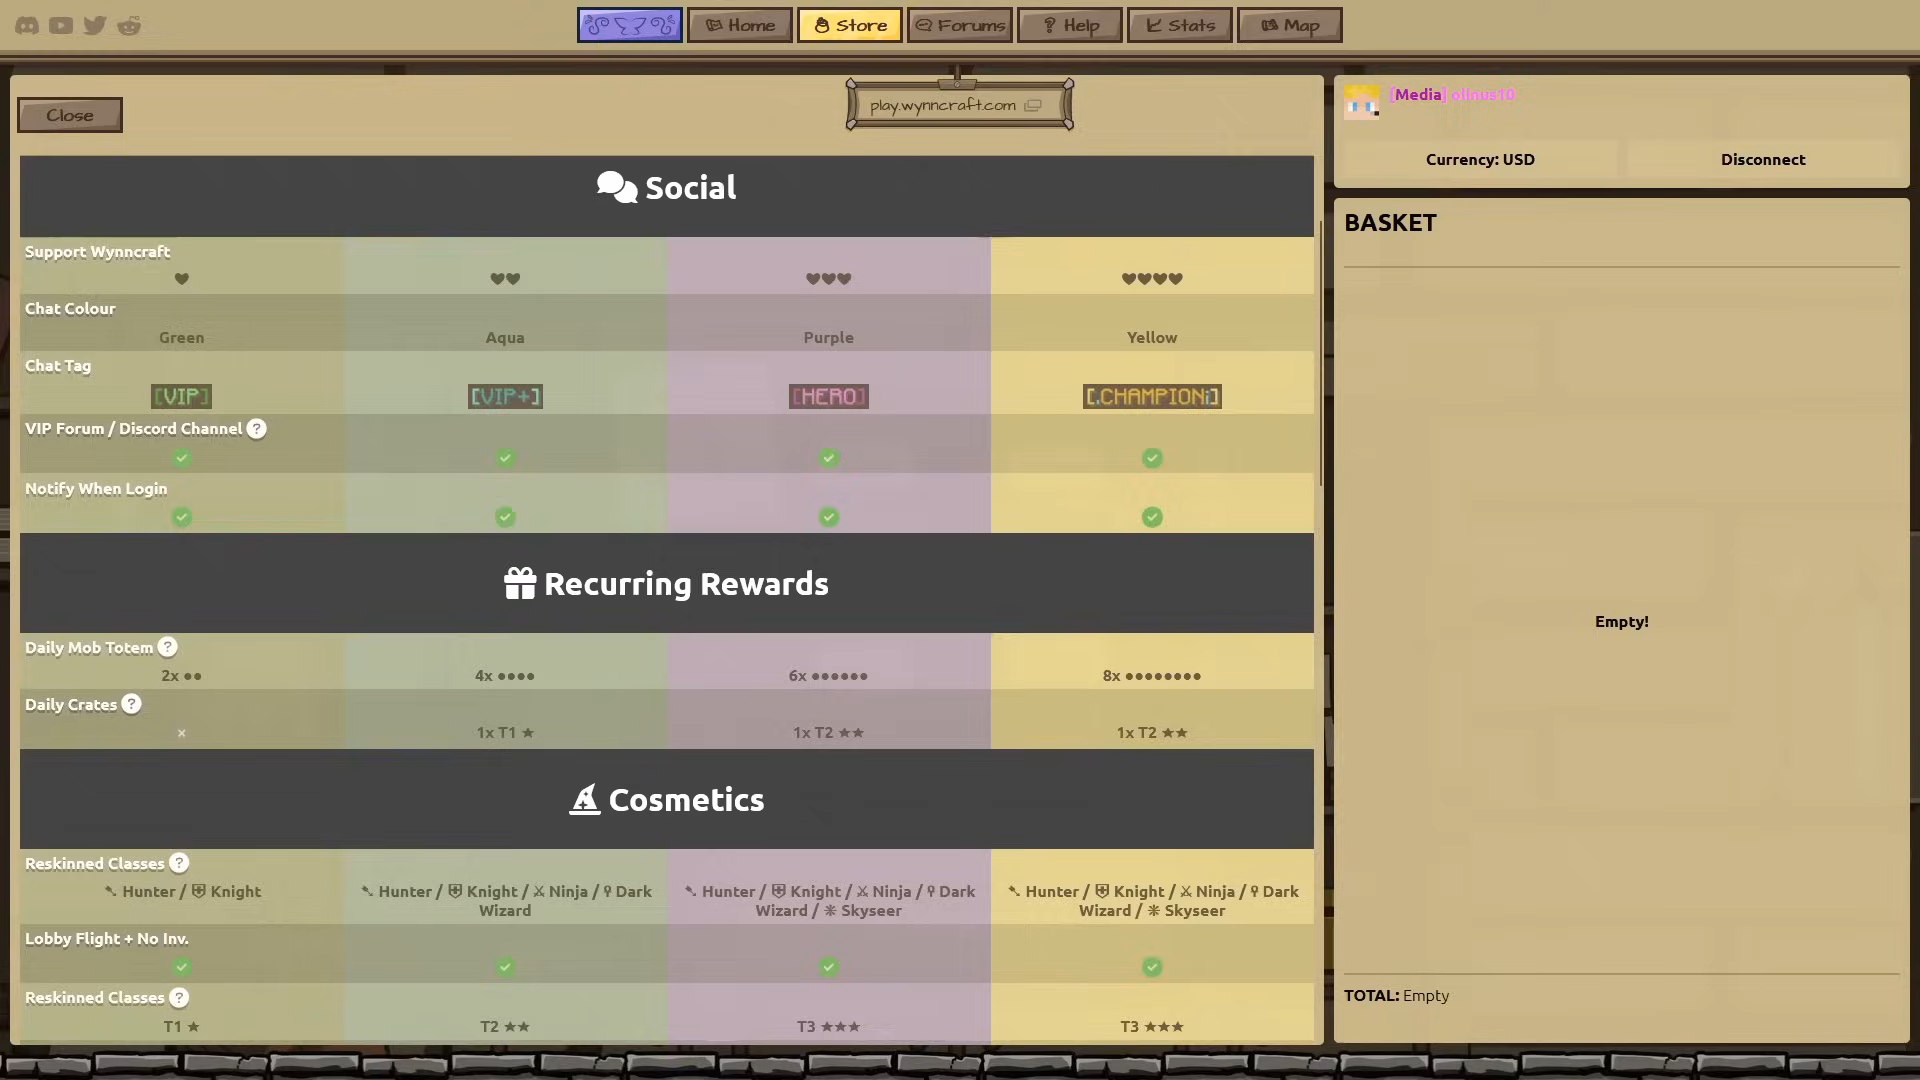 Home
Store
Forums
Help
Stats
Map
Close
play.wynncraft.com
[Media] ollnus10
Currency: USD
Disconnect
Social
Support Wynncraft
Chat Colour
Green
Aqua
Purple
Yellow
Chat Tag
[VIP]
[VIP+]
[HERO]
[.CHAMPION¡]
VIP Forum / Discord Channel ?
Notify When Login
Recurring Rewards
Daily Mob Totem ?
2x ●●
4x ●●●●
6x ●●●●●●
8x ●●●●●●●●
Daily Crates ?
×
1x T1 ★
1x T2 ★★
1x T2 ★★
Cosmetics
Reskinned Classes ?
Hunter / Knight
Hunter / Knight / Ninja / Dark
Wizard
Hunter / Knight / Ninja / Dark
Wizard / Skyseer
Hunter / Knight / Ninja / Dark
Wizard / Skyseer
Lobby Flight + No Inv.
Reskinned Classes ?
T1 ★
T2 ★★
T3 ★★★
T3 ★★★
BASKET
Empty!
TOTAL: Empty